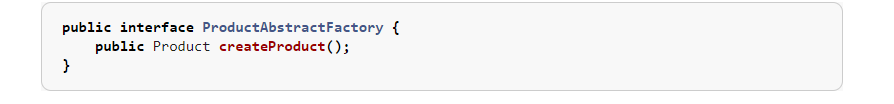 public interface ProductAbstractFactory {
    public Product createProduct();
}